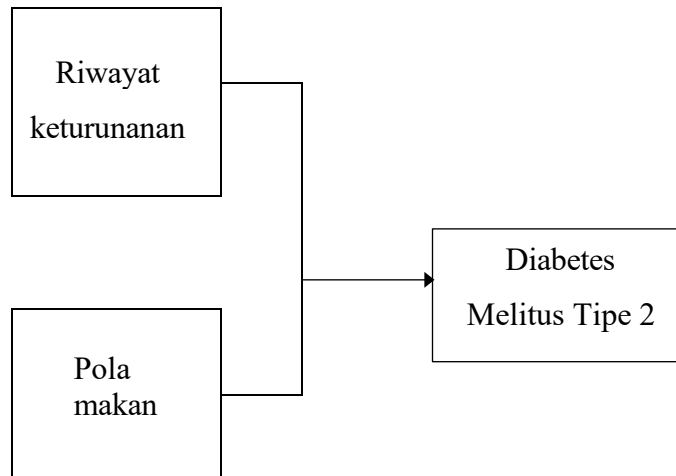 Riwayat
keturunanan
Diabetes
Melitus Tipe 2
Pola
makan